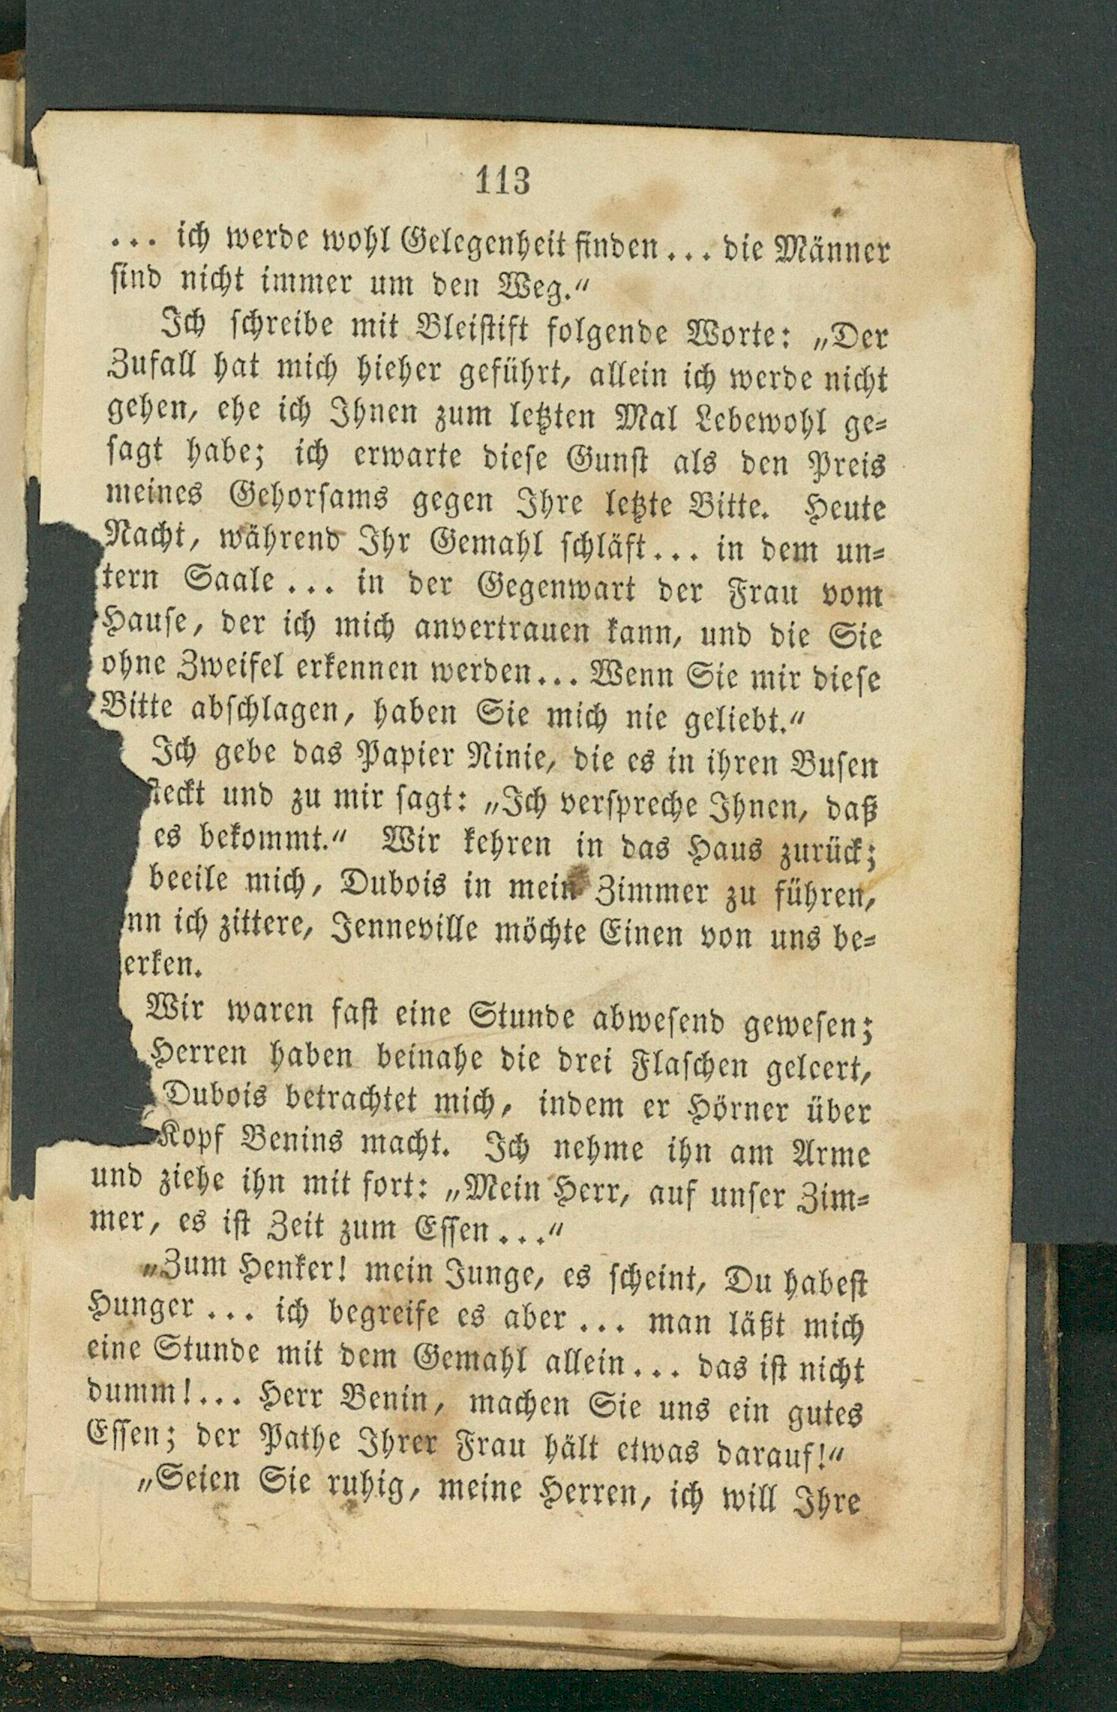 113
... ich werde wohl Gelegenheit finden... die Männer
sind nicht immer um den Weg.“
Ich schreibe mit Bleistift folgende Worte: „Der
Zufall hat mich hieher geführt, allein ich werde nicht
gehen, ehe ich Ihnen zum letzten Mal Lebewohl ge-
sagt habe; ich erwarte diese Gunst als den Preis
meines Gehorsams gegen Ihre letzte Bitte. Heute
Nacht, während Ihr Gemahl schläft... in dem un-
tern Saale... in der Gegenwart der Frau vom
Hause, der ich mich anvertrauen kann, und die Sie
ohne Zweifel erkennen werden... Wenn Sie mir diese
Bitte abschlagen, haben Sie mich nie geliebt.“
Ich gebe das Papier Ninie, die es in ihren Busen
steckt und zu mir sagt: „Ich verspreche Ihnen, daß
es bekommt.“ Wir kehren in das Haus zurück;
beeile mich, Dubois in mein Zimmer zu führen,
nn ich zittere, Jenneville möchte Einen von uns be-
erken.
Wir waren fast eine Stunde abwesend gewesen;
Herren haben beinahe die drei Flaschen geleert,
Dubois betrachtet mich, indem er Hörner über
Kopf Benins macht. Ich nehme ihn am Arme
und ziehe ihn mit fort: „Mein Herr, auf unser Zim-
mer, es ist Zeit zum Essen...“
„Zum Henker! mein Junge, es scheint, Du habest
Hunger... ich begreife es aber... man läßt mich
eine Stunde mit dem Gemahl allein... das ist nicht
dumm!... Herr Benin, machen Sie uns ein gutes
Essen; der Pathe Ihrer Frau hält etwas darauf!“
„Seien Sie ruhig, meine Herren, ich will Ihre